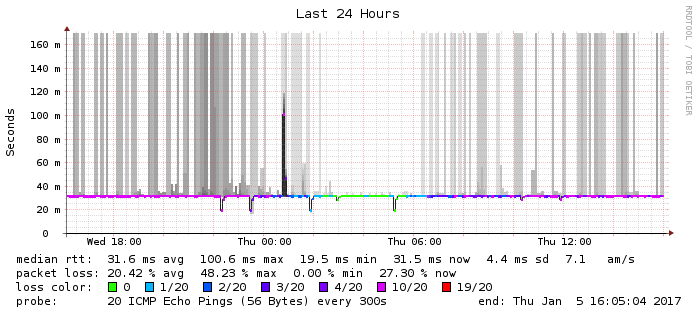 Last 24 Hours
RRDTOOL / TOBI OETIKER
Seconds
160 m
140 m
120 m
100 m
80 m
60 m
40 m
20 m
0
Wed 18:00 Thu 00:00 Thu 06:00 Thu 12:00
median rtt: 31.6 ms avg 100.6 ms max 19.5 ms min 31.5 ms now 4.4 ms sd 7.1 am/s
packet loss: 20.42 % avg 48.23 % max 0.00 % min 27.30 % now
loss color: 0 1/20 2/20 3/20 4/20 10/20 19/20
probe: 20 ICMP Echo Pings (56 Bytes) every 300s end: Thu Jan 5 16:05:04 2017